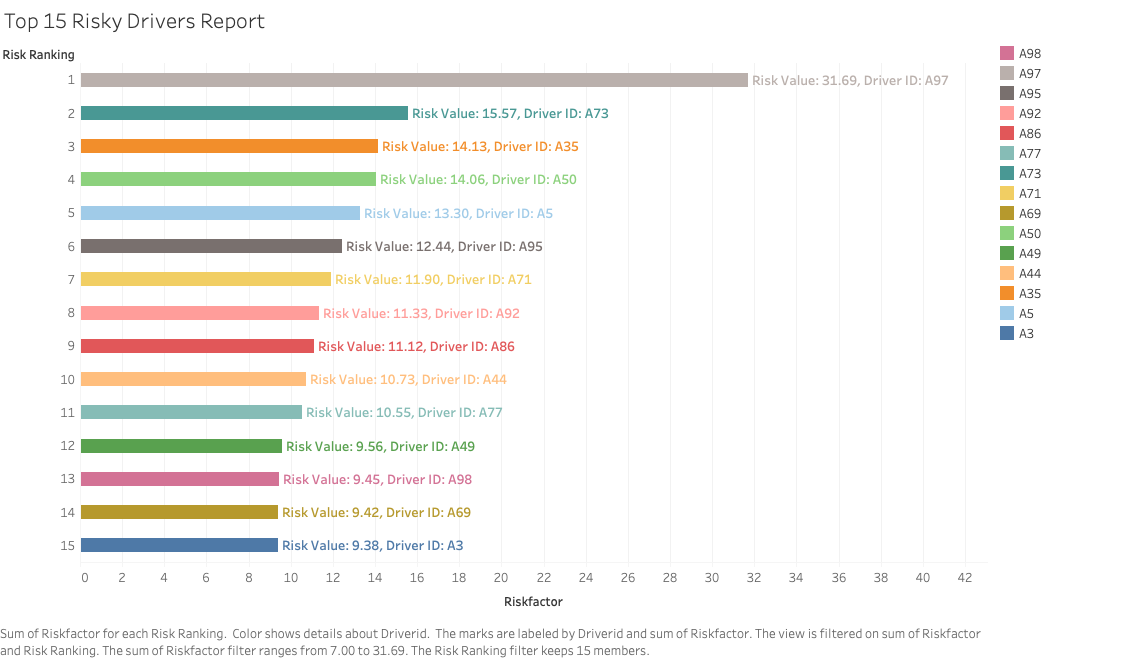 Top 15 Risky Drivers Report
Risk Ranking
1 Risk Value: 31.69, Driver ID: A97
2 Risk Value: 15.57, Driver ID: A73
3 Risk Value: 14.13, Driver ID: A35
4 Risk Value: 14.06, Driver ID: A50
5 Risk Value: 13.30, Driver ID: A5
6 Risk Value: 12.44, Driver ID: A95
7 Risk Value: 11.90, Driver ID: A71
8 Risk Value: 11.33, Driver ID: A92
9 Risk Value: 11.12, Driver ID: A86
10 Risk Value: 10.73, Driver ID: A44
11 Risk Value: 10.55, Driver ID: A77
12 Risk Value: 9.56, Driver ID: A49
13 Risk Value: 9.45, Driver ID: A98
14 Risk Value: 9.42, Driver ID: A69
15 Risk Value: 9.38, Driver ID: A3
0 2 4 6 8 10 12 14 16 18 20 22 24 26 28 30 32 34 36 38 40 42
Riskfactor
A98
A97
A95
A92
A86
A77
A73
A71
A69
A50
A49
A44
A35
A5
A3
Sum of Riskfactor for each Risk Ranking.  Color shows details about Driverid.  The marks are labeled by Driverid and sum of Riskfactor. The view is filtered on sum of Riskfactor
and Risk Ranking. The sum of Riskfactor filter ranges from 7.00 to 31.69. The Risk Ranking filter keeps 15 members.